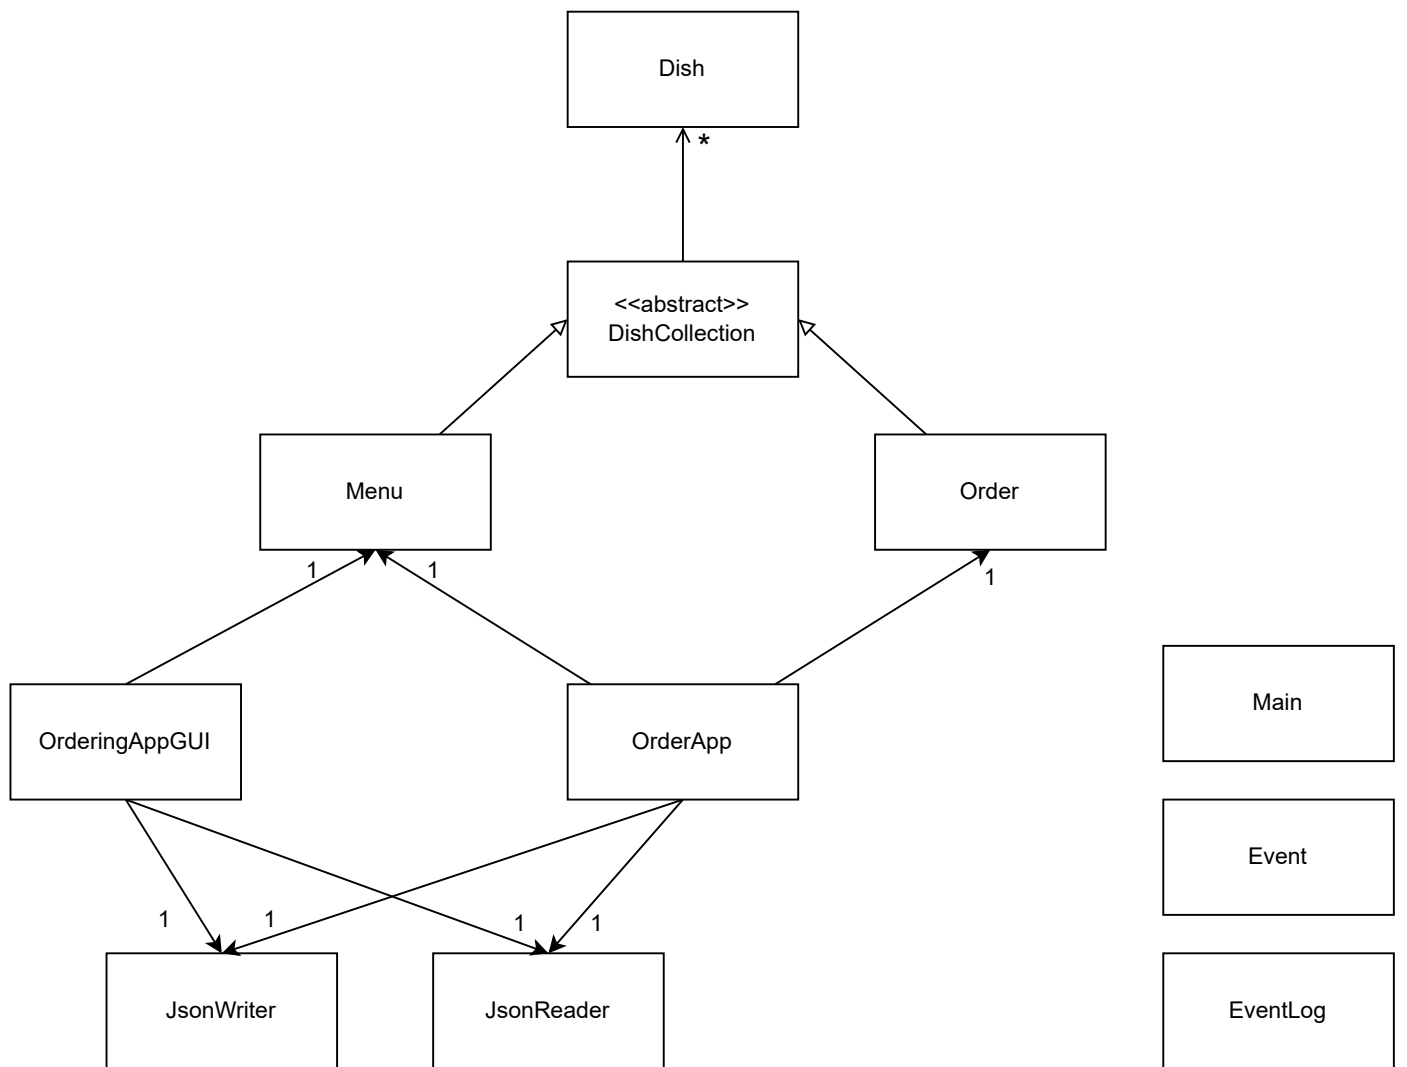 Dish
*
<<abstract>>
DishCollection
Menu
Order
1
1
1
OrderingAppGUI
OrderApp
Main
Event
1
1
1
1
JsonWriter
JsonReader
EventLog